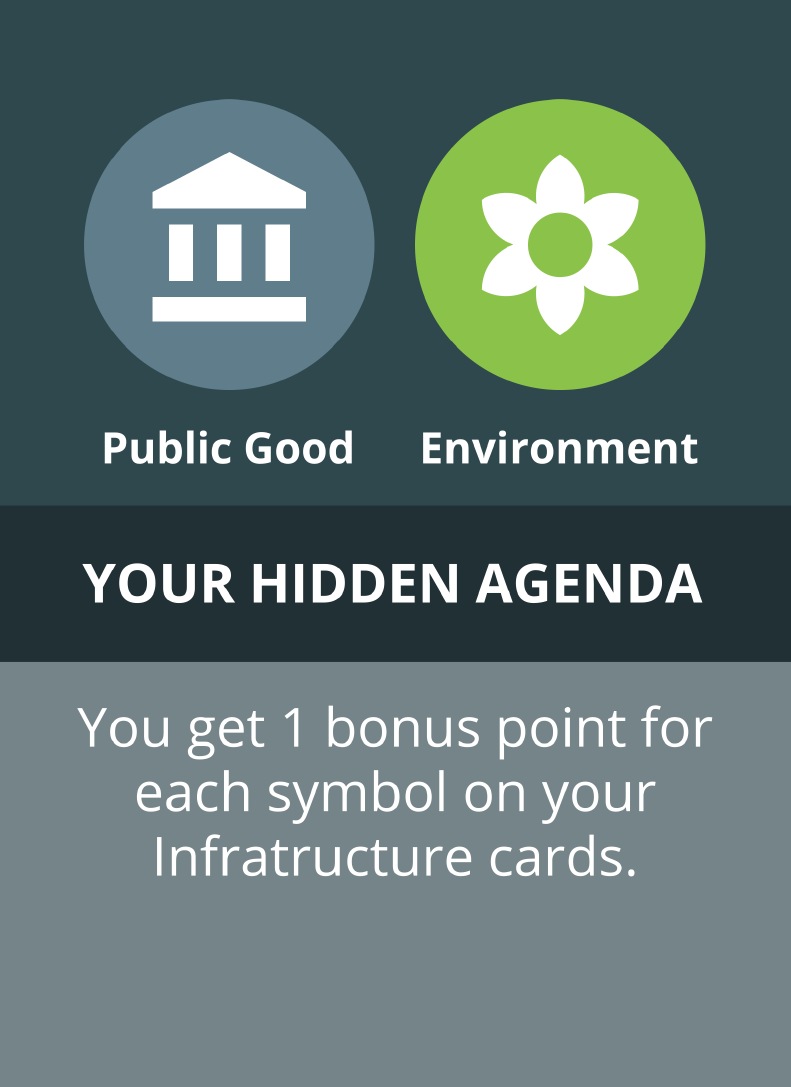 Public Good Environment
YOUR HIDDEN AGENDA
You get 1 bonus point for
each symbol on your
Infratructure cards.